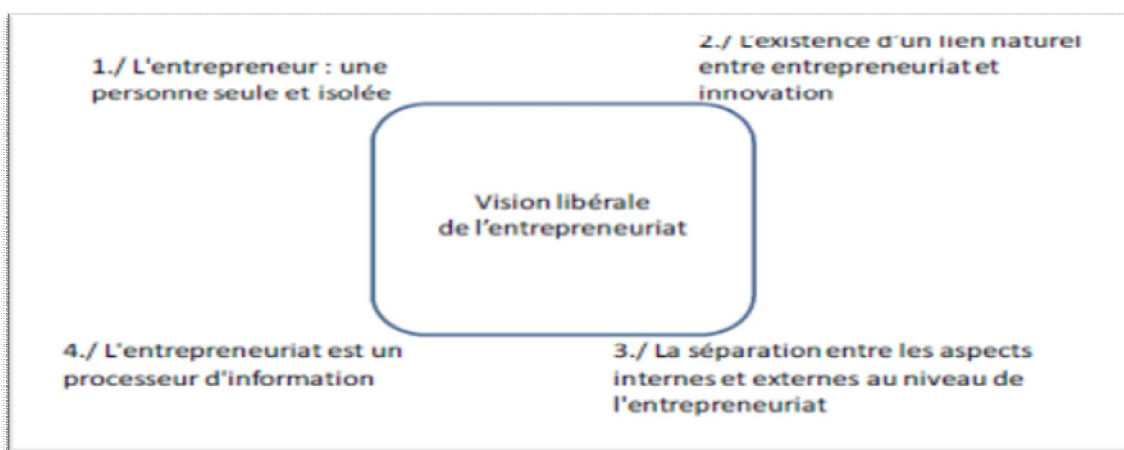 1./ L'entrepreneur : une
personne seule et isolée
2./ L'existence d'un lien naturel
entre entrepreneuriat et
innovation
Vision libérale
de l'entrepreneuriat
4./ L'entrepreneuriat est un
processeur d'information
3./ La séparation entre les aspects
internes et externes au niveau de
l'entrepreneuriat